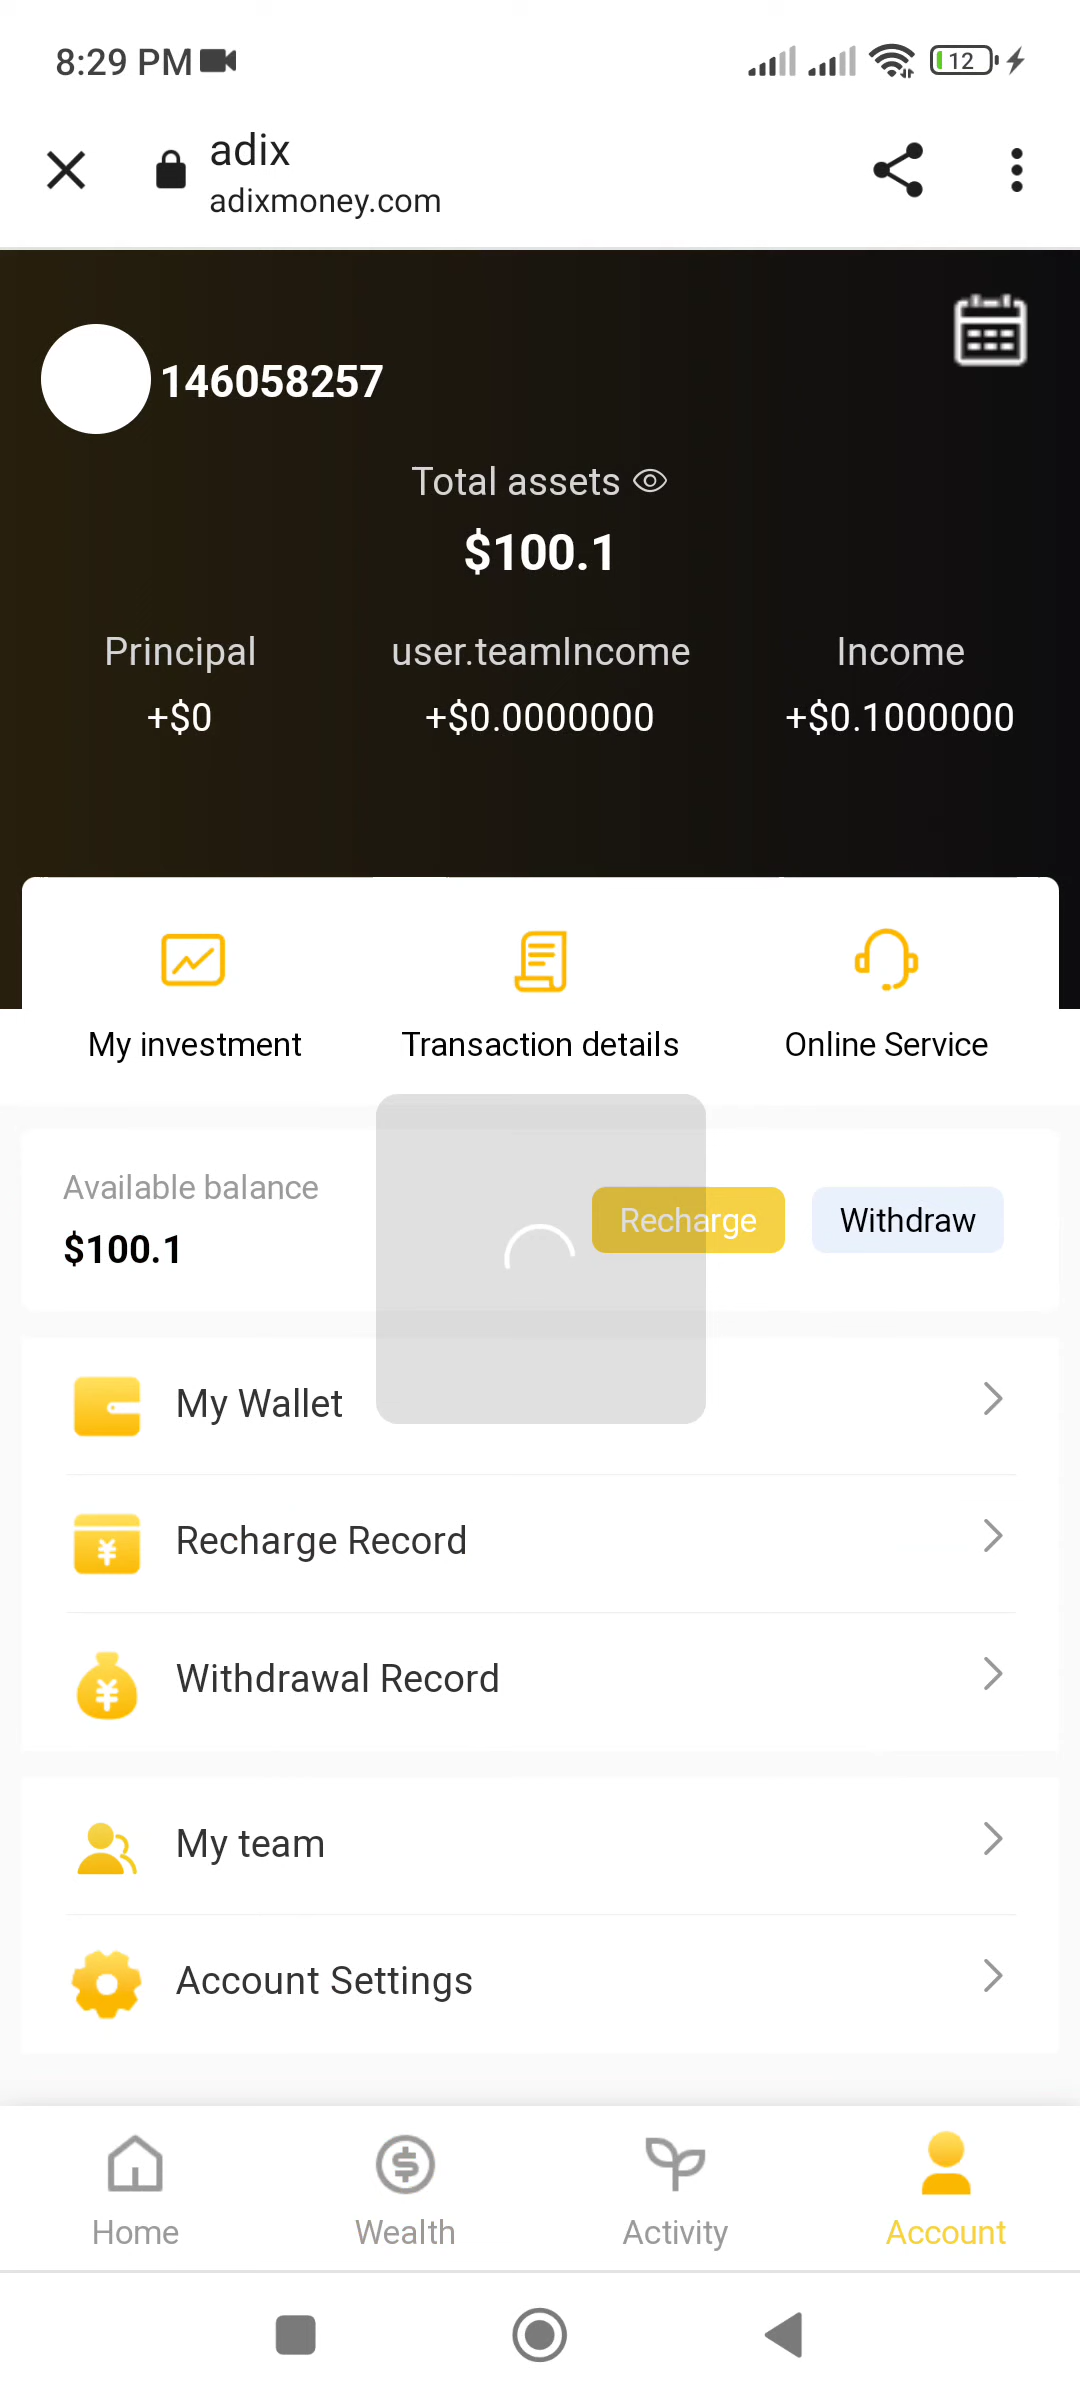 8:29 PM
12
adix
adixmoney.com
146058257
Total assets
$100.1
Principal
user.teamIncome
Income
+$0
+$0.0000000
+$0.1000000
My investment
Transaction details
Online Service
Available balance
$100.1
Recharge
Withdraw
My Wallet
¥
Recharge Record
¥
Withdrawal Record
My team
Account Settings
$
Home
Wealth
Activity
Account